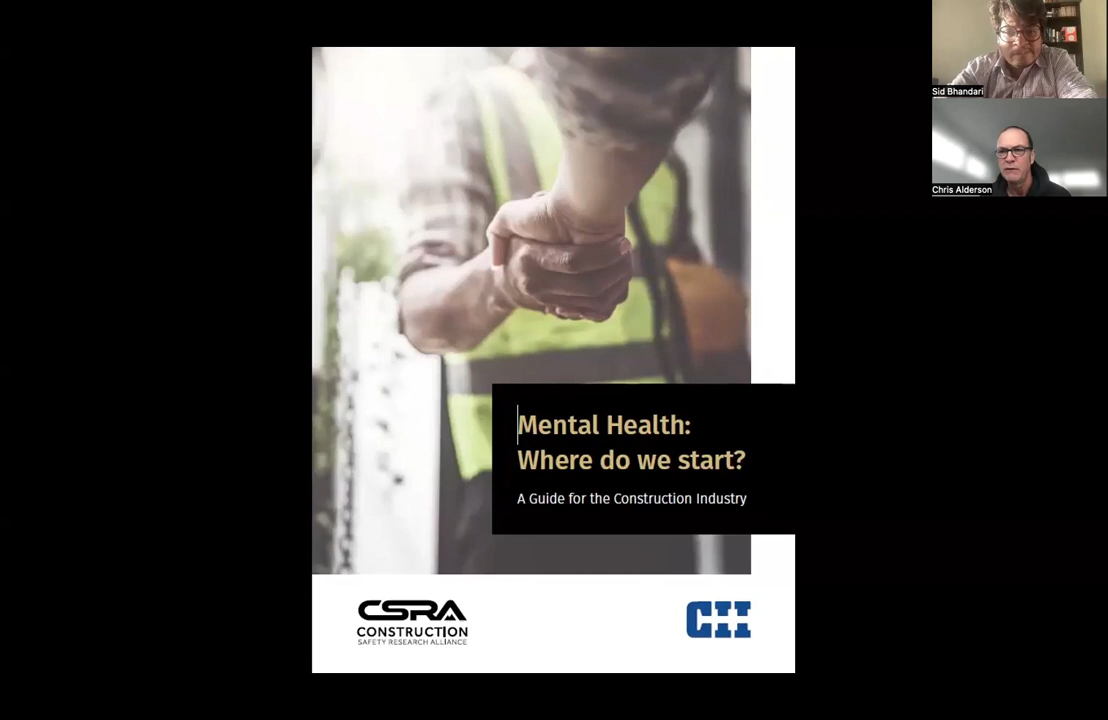 Sid Bhandari
Chris Alderson
Mental Health:
Where do we start?
A Guide for the Construction Industry
CSRA
CONSTRUCTION
SAFETY RESEARCH ALLIANCE
CII